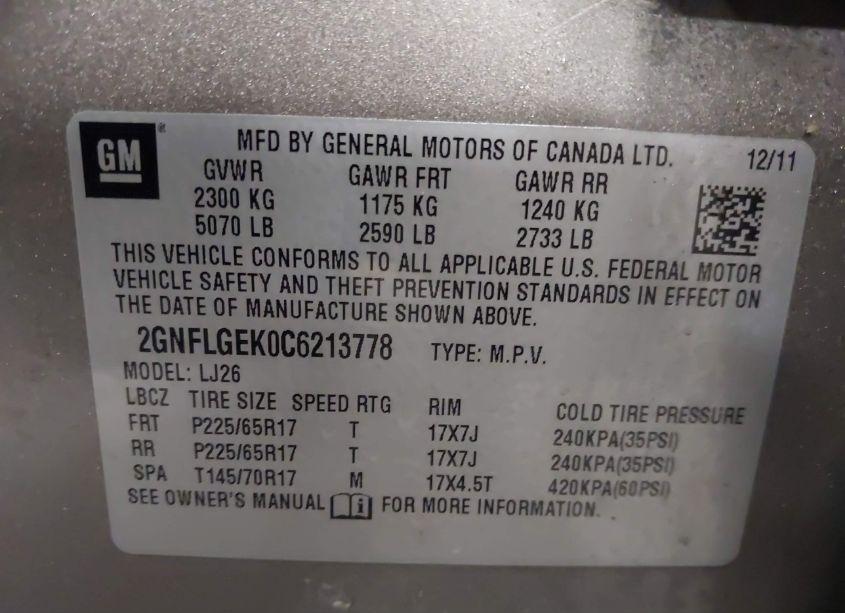 GM
MFD BY GENERAL MOTORS OF CANADA LTD. 12/11
GVWR GAWR FRT GAWR RR
2300 KG 1175 KG 1240 KG
5070 LB 2590 LB 2733 LB
THIS VEHICLE CONFORMS TO ALL APPLICABLE U.S. FEDERAL MOTOR
VEHICLE SAFETY AND THEFT PREVENTION STANDARDS IN EFFECT ON
THE DATE OF MANUFACTURE SHOWN ABOVE.
2GNFLGEK0C6213778 TYPE: M.P.V.
MODEL: LJ26
LBCZ TIRE SIZE SPEED RTG RIM COLD TIRE PRESSURE
FRT P225/65R17 T 17X7J 240KPA(35PSI)
RR P225/65R17 T 17X7J 240KPA(35PSI)
SPA T145/70R17 M 17X4.5T 420KPA(60PSI)
SEE OWNER'S MANUAL i FOR MORE INFORMATION.